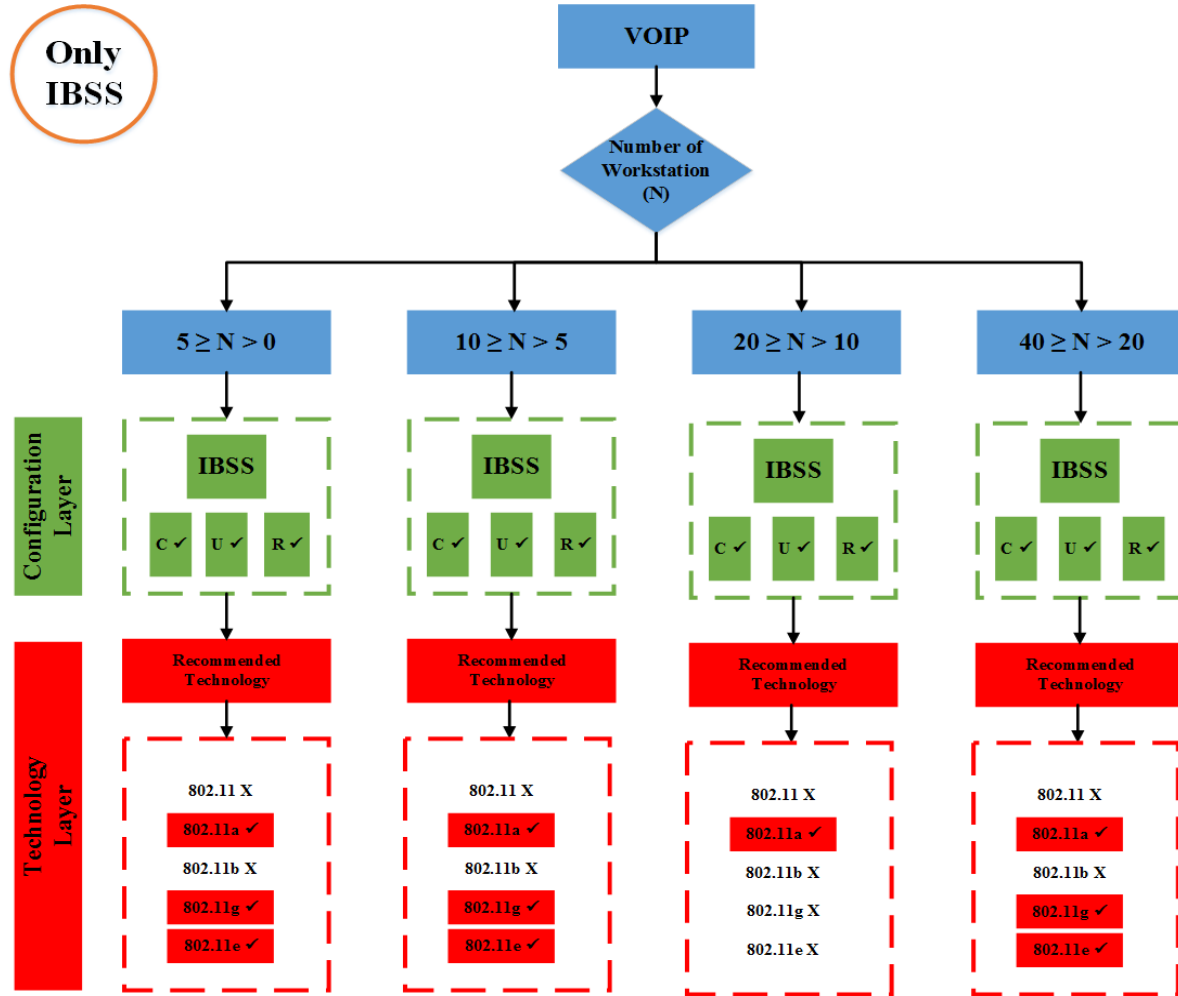 Only
IBSS
VOIP
Number of
Workstation
(N)
5 ≥ N > 0
10 ≥ N > 5
20 ≥ N > 10
40 ≥ N > 20
Configuration
Layer
IBSS
C ✓ U ✓ R ✓
IBSS
C ✓ U ✓ R ✓
IBSS
C ✓ U ✓ R ✓
IBSS
C ✓ U ✓ R ✓
Technology
Layer
Recommended
Technology
802.11 X
802.11a ✓
802.11b X
802.11g ✓
802.11e ✓
Recommended
Technology
802.11 X
802.11a ✓
802.11b X
802.11g ✓
802.11e ✓
Recommended
Technology
802.11 X
802.11a ✓
802.11b X
802.11g X
802.11e X
Recommended
Technology
802.11 X
802.11a ✓
802.11b X
802.11g ✓
802.11e ✓